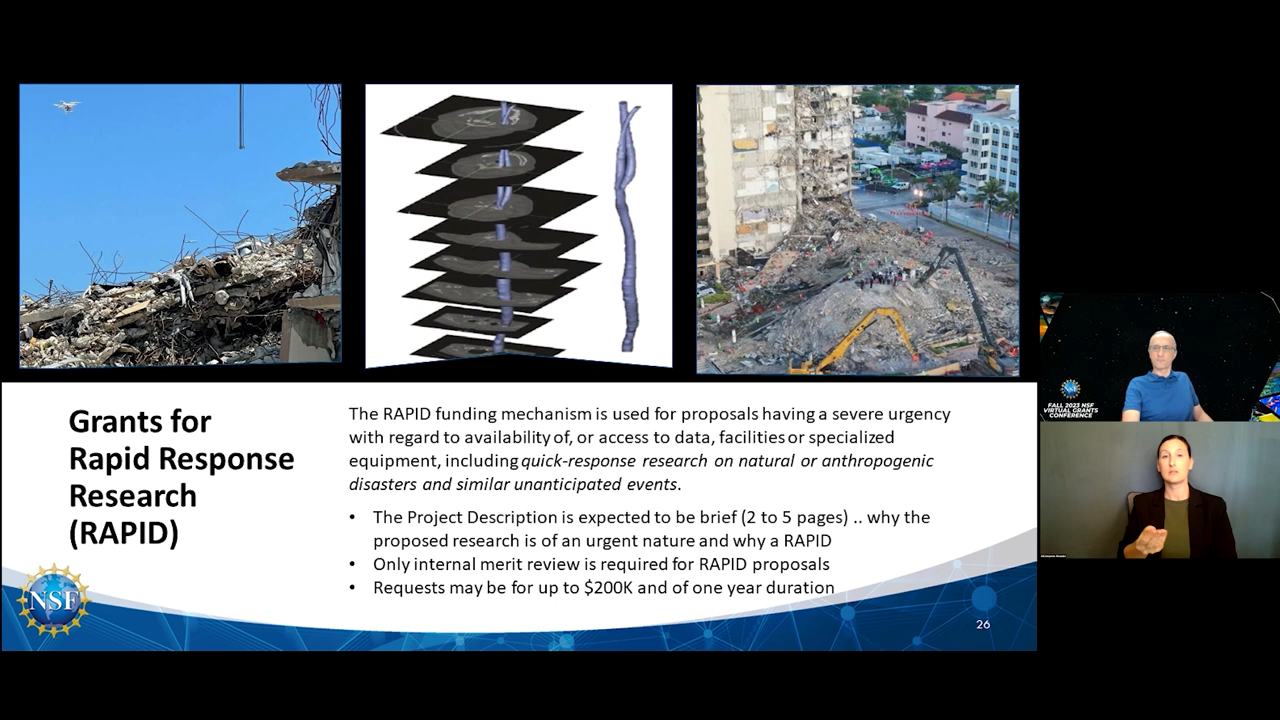 Grants for
Rapid Response
Research
(RAPID)
The RAPID funding mechanism is used for proposals having a severe urgency
with regard to availability of, or access to data, facilities or specialized
equipment, including quick-response research on natural or anthropogenic
disasters and similar unanticipated events.
• The Project Description is expected to be brief (2 to 5 pages) .. why the
proposed research is of an urgent nature and why a RAPID
• Only internal merit review is required for RAPID proposals
• Requests may be for up to $200K and of one year duration
NSF
26
FALL 2023 NSF
VIRTUAL GRANTS
CONFERENCE